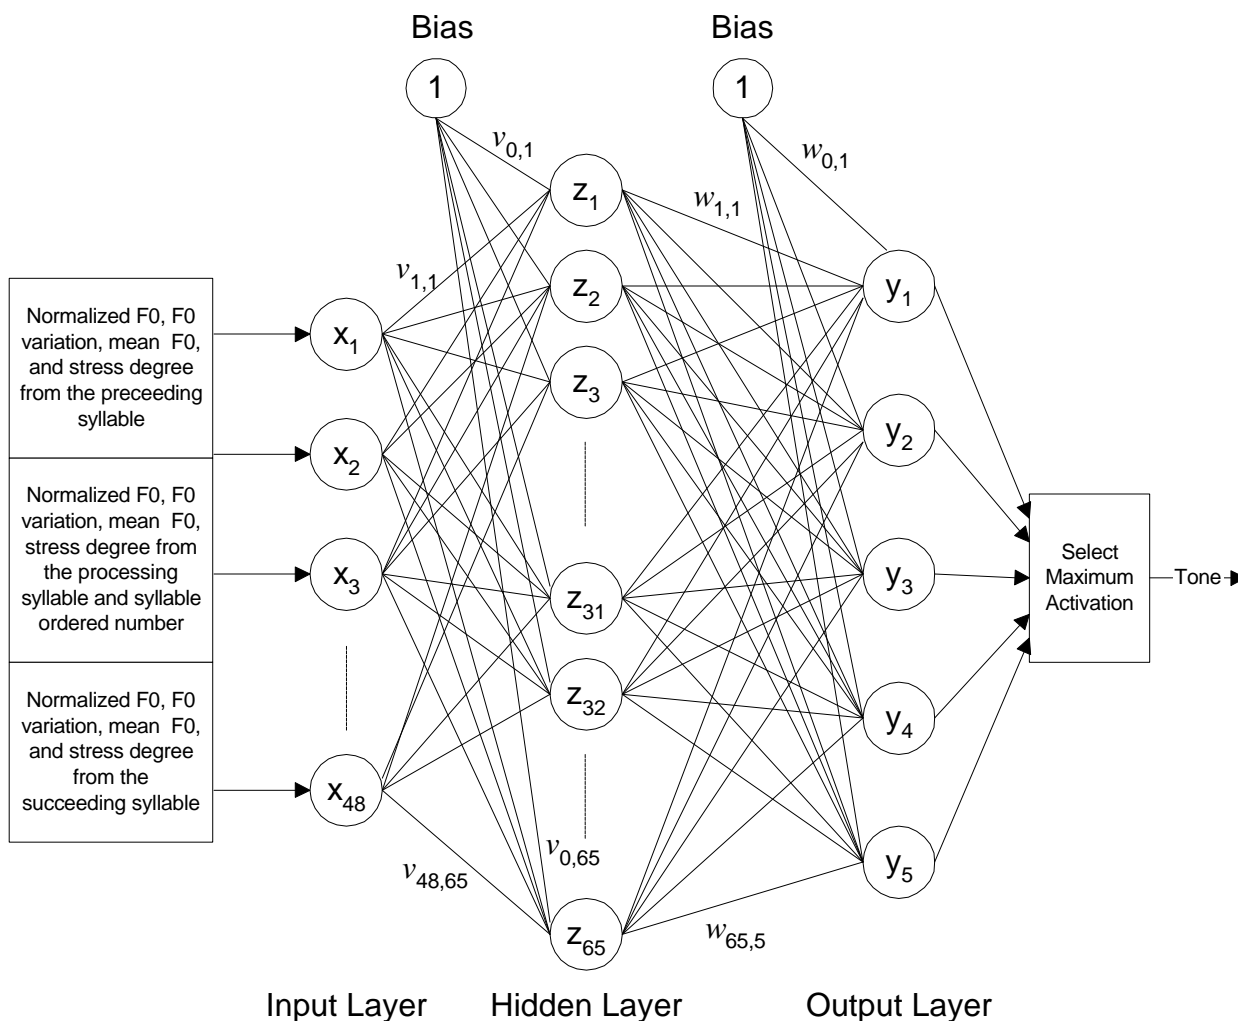 Bias
Bias
1
1
v0,1
w0,1
z1
w1,1
v1,1
z2
y1
Normalized F0, F0
variation, mean F0,
and stress degree
from the preceeding
syllable
x1
z3
x2
y2
Normalized F0, F0
variation, mean F0,
stress degree from
the processing
syllable and syllable
ordered number
x3
z31
y3
Select
Maximum
Activation
Tone
Normalized F0, F0
variation, mean F0,
and stress degree
from the
succeeding syllable
z32
y4
x48
v0,65
v48,65
y5
z65
w65,5
Input Layer
Hidden Layer
Output Layer